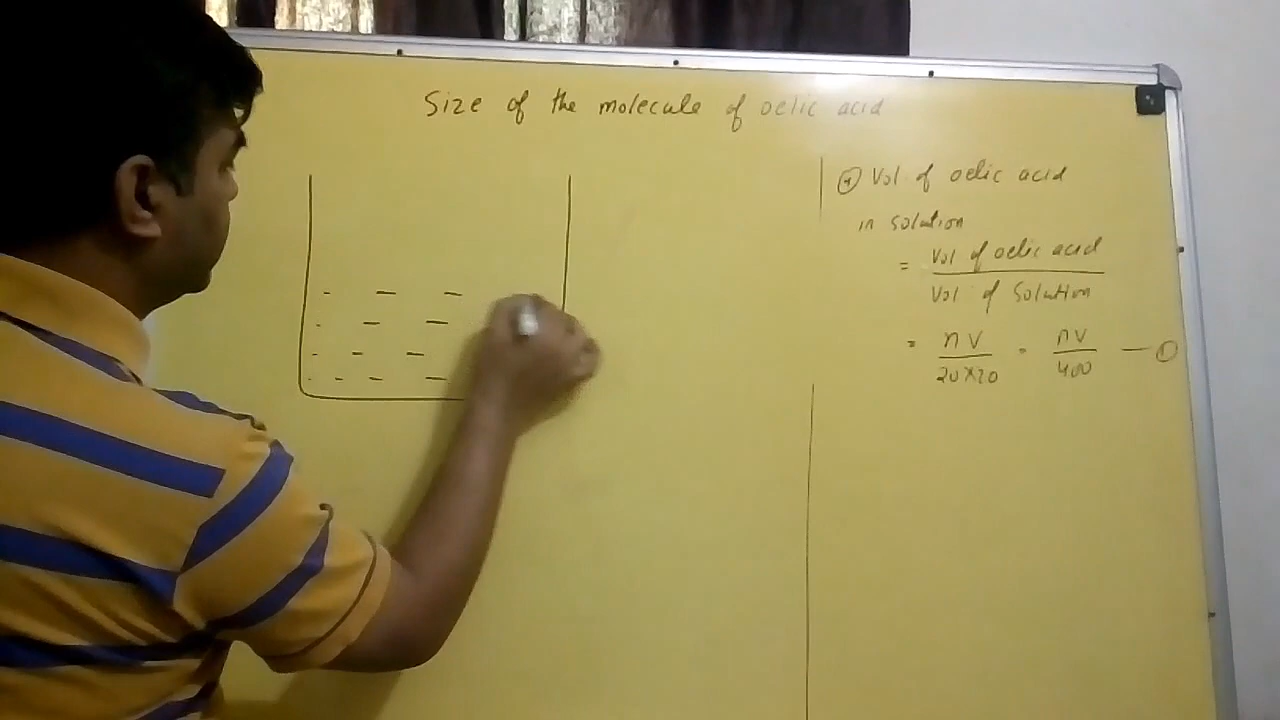 Size of the molecule of oelic acid
Vol. of oelic acid
in solution
= Vol of oelic acid
Vol of solution
= nV / 20×20 = nV / 400 — ①